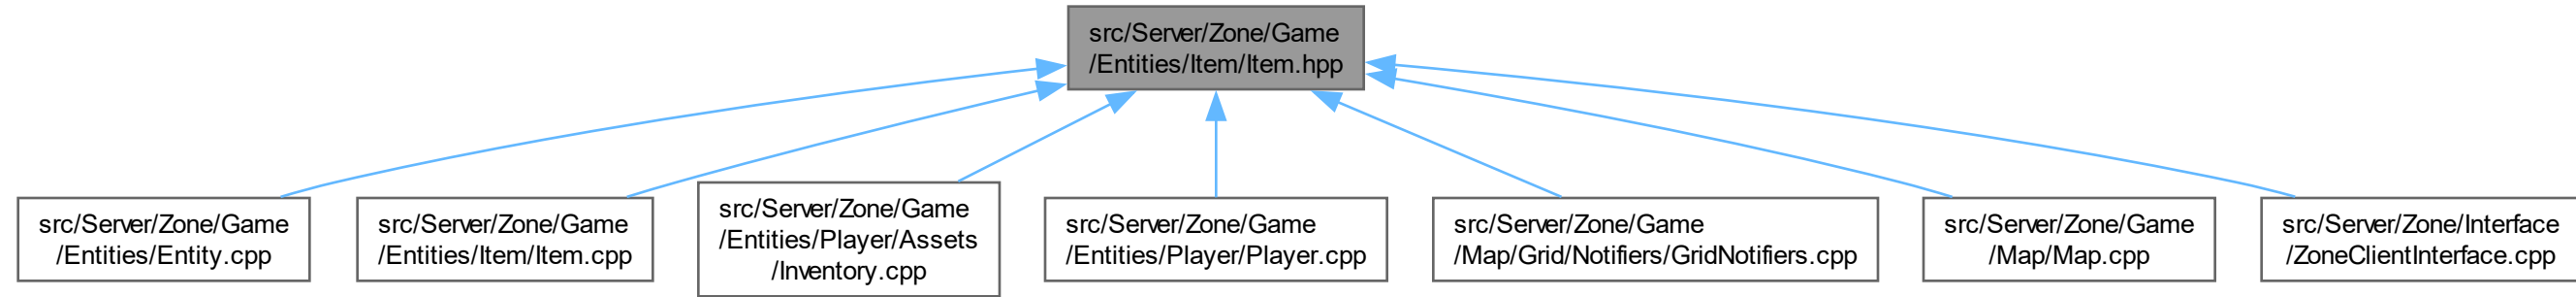 src/Server/Zone/Game
/Entities/Item/Item.hpp
src/Server/Zone/Game
/Entities/Entity.cpp
src/Server/Zone/Game
/Entities/Item/Item.cpp
src/Server/Zone/Game
/Entities/Player/Assets
/Inventory.cpp
src/Server/Zone/Game
/Entities/Player/Player.cpp
src/Server/Zone/Game
/Map/Grid/Notifiers/GridNotifiers.cpp
src/Server/Zone/Game
/Map/Map.cpp
src/Server/Zone/Interface
/ZoneClientInterface.cpp